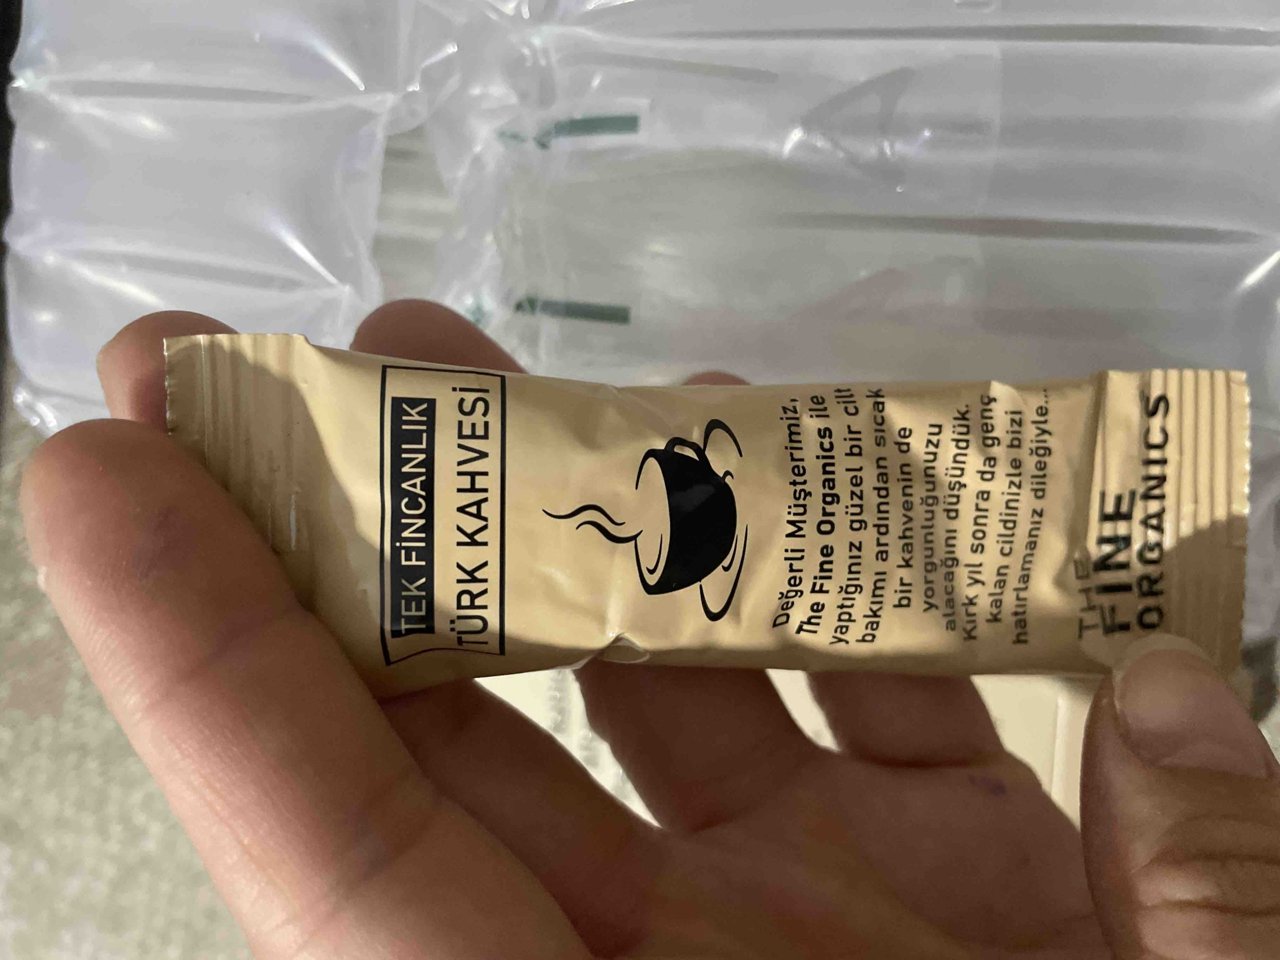 TEK FİNCANLIK
TÜRK KAHVESİ
Değerli Müşterimiz,
The Fine Organics ile
yaptığınız güzel bir cilt
bakımı ardından sıcak
bir kahvenin de
yorgunluğunuzu
alacağını düşündük.
Kırk yıl sonra da genç
kalan cildinizle bizi
hatırlamanız dileğiyle...
THE
FINE
ORGANICS